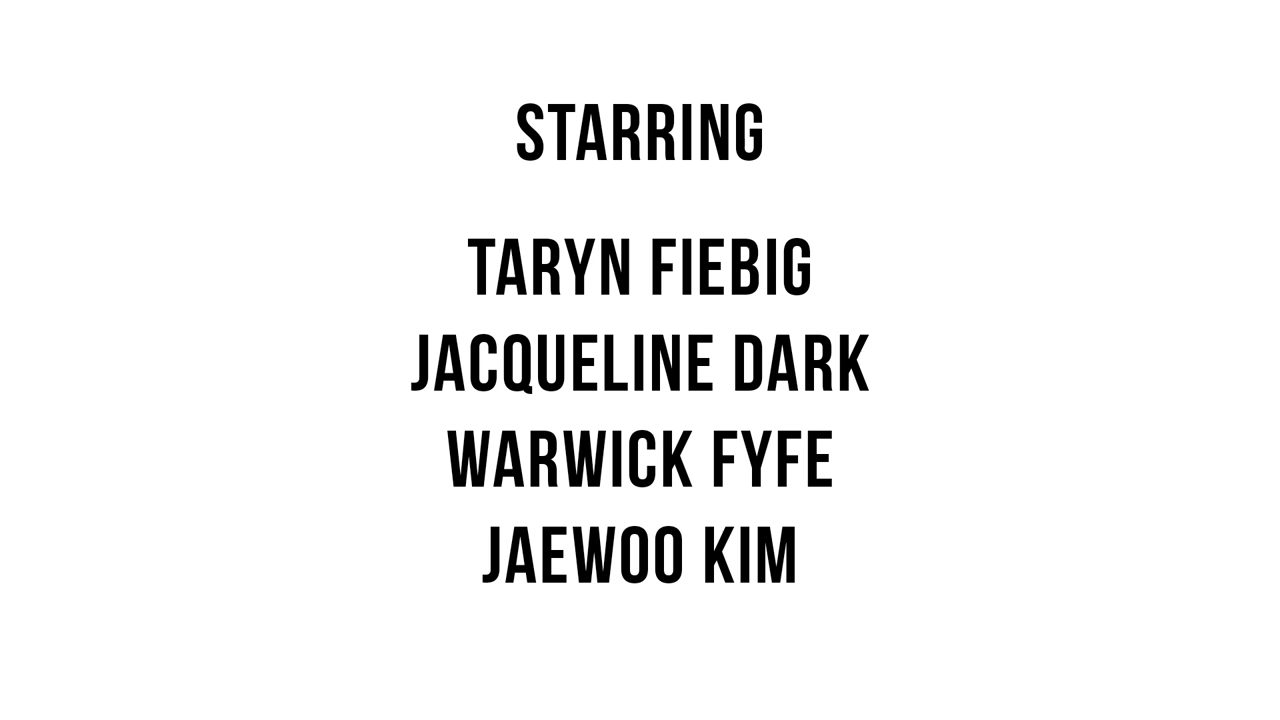 STARRING
TARYN FIEBIG
JACQUELINE DARK
WARWICK FYFE
JAEWOO KIM